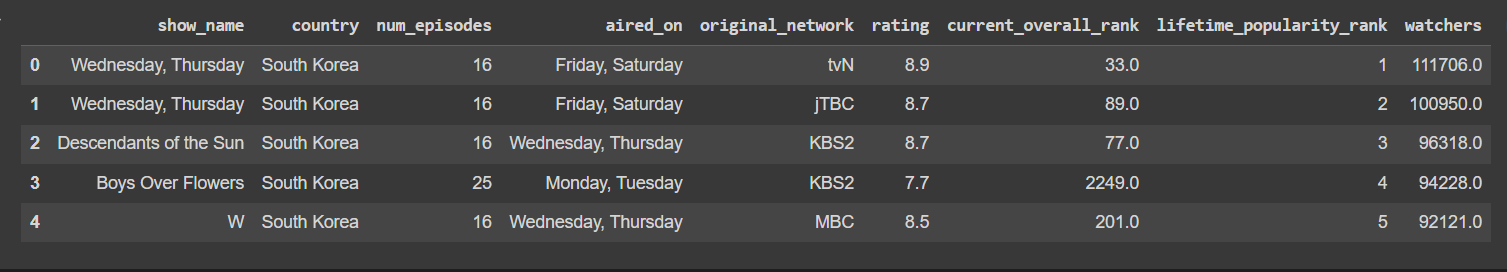 show_name country num_episodes aired_on original_network rating current_overall_rank lifetime_popularity_rank watchers
0 Wednesday, Thursday South Korea 16 Friday, Saturday tvN 8.9 33.0 1 111706.0
1 Wednesday, Thursday South Korea 16 Friday, Saturday jTBC 8.7 89.0 2 100950.0
2 Descendants of the Sun South Korea 16 Wednesday, Thursday KBS2 8.7 77.0 3 96318.0
3 Boys Over Flowers South Korea 25 Monday, Tuesday KBS2 7.7 2249.0 4 94228.0
4 W South Korea 16 Wednesday, Thursday MBC 8.5 201.0 5 92121.0